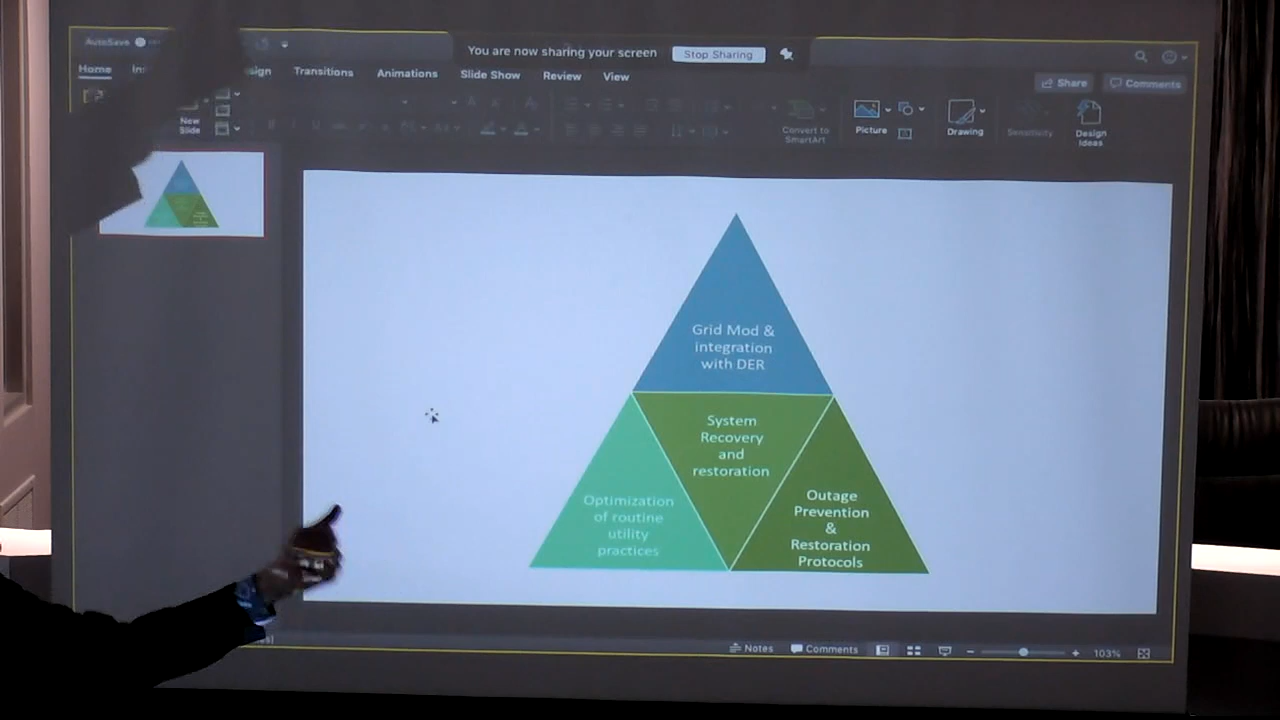 AutoSave
You are now sharing your screen
Stop Sharing
Home
Transitions
Animations
Slide Show
Review
View
Share
Comments
New
Slide
Convert to
SmartArt
Picture
Drawing
Sensitivity
Design
Ideas
Grid Mod &
integration
with DER
System
Recovery
and
restoration
Optimization
of routine
utility
practices
Outage
Prevention
&
Restoration
Protocols
Notes
Comments
103%